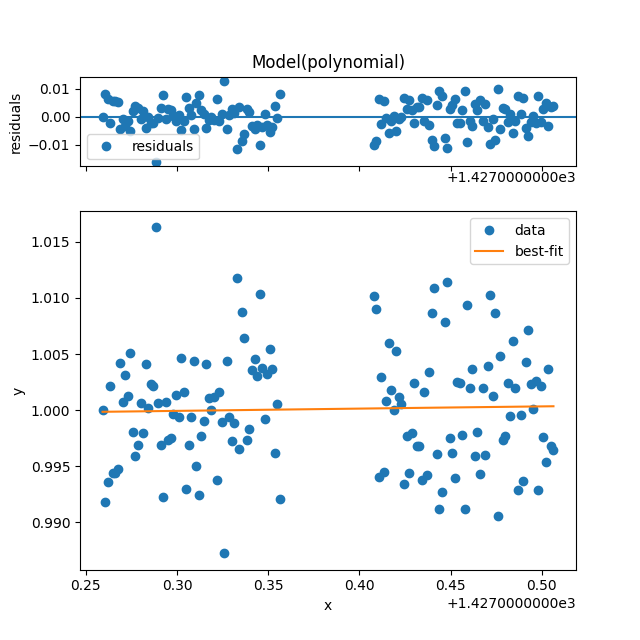 Model(polynomial)
0.01
0.00
−0.01
residuals
residuals
+1.4270000000e3
1.015
1.010
1.005
1.000
0.995
0.990
y
data
best-fit
0.25
0.30
0.35
0.40
0.45
0.50
x
+1.4270000000e3